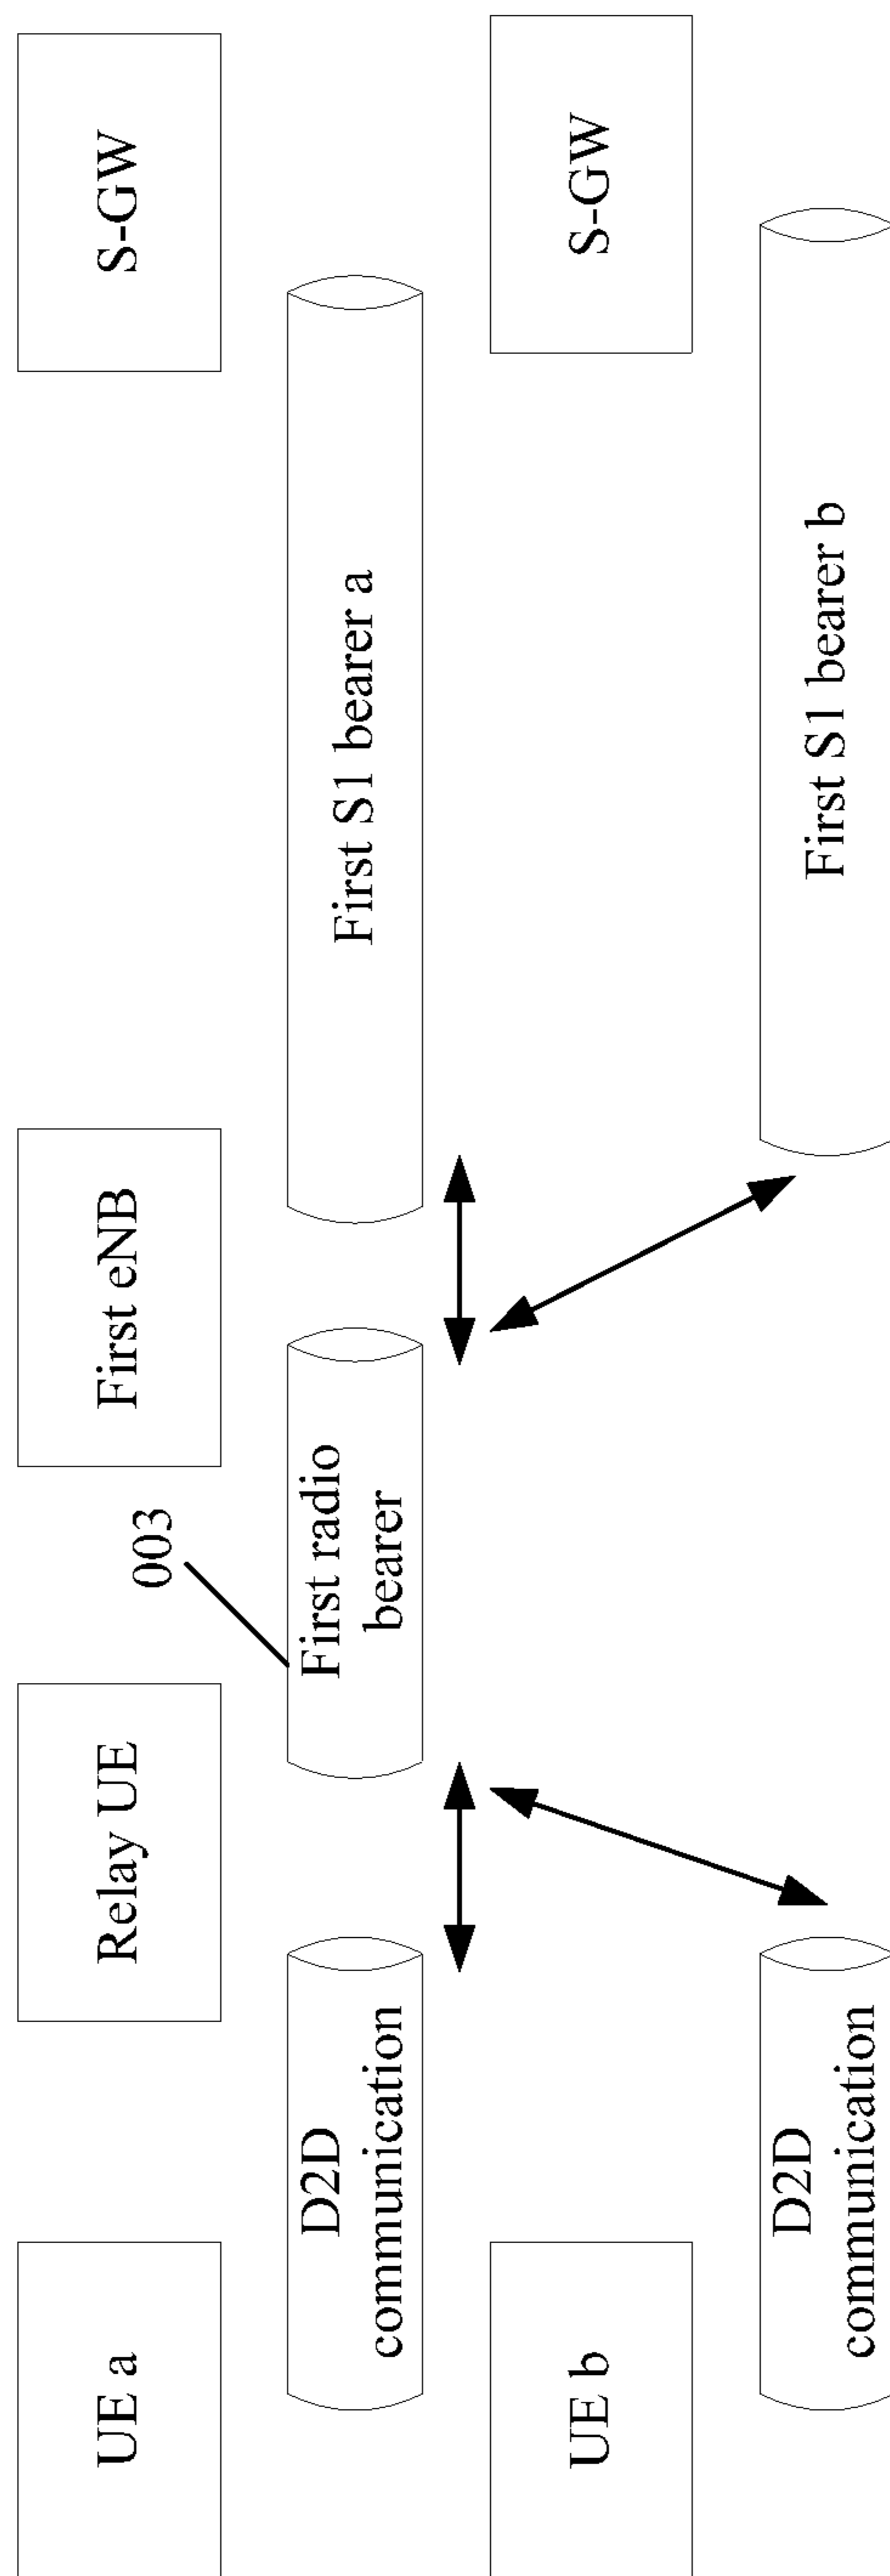 UE a
Relay UE
003
First eNB
S-GW
D2D
communication
First radio
bearer
First S1 bearer a
UE b
S-GW
D2D
communication
First S1 bearer b